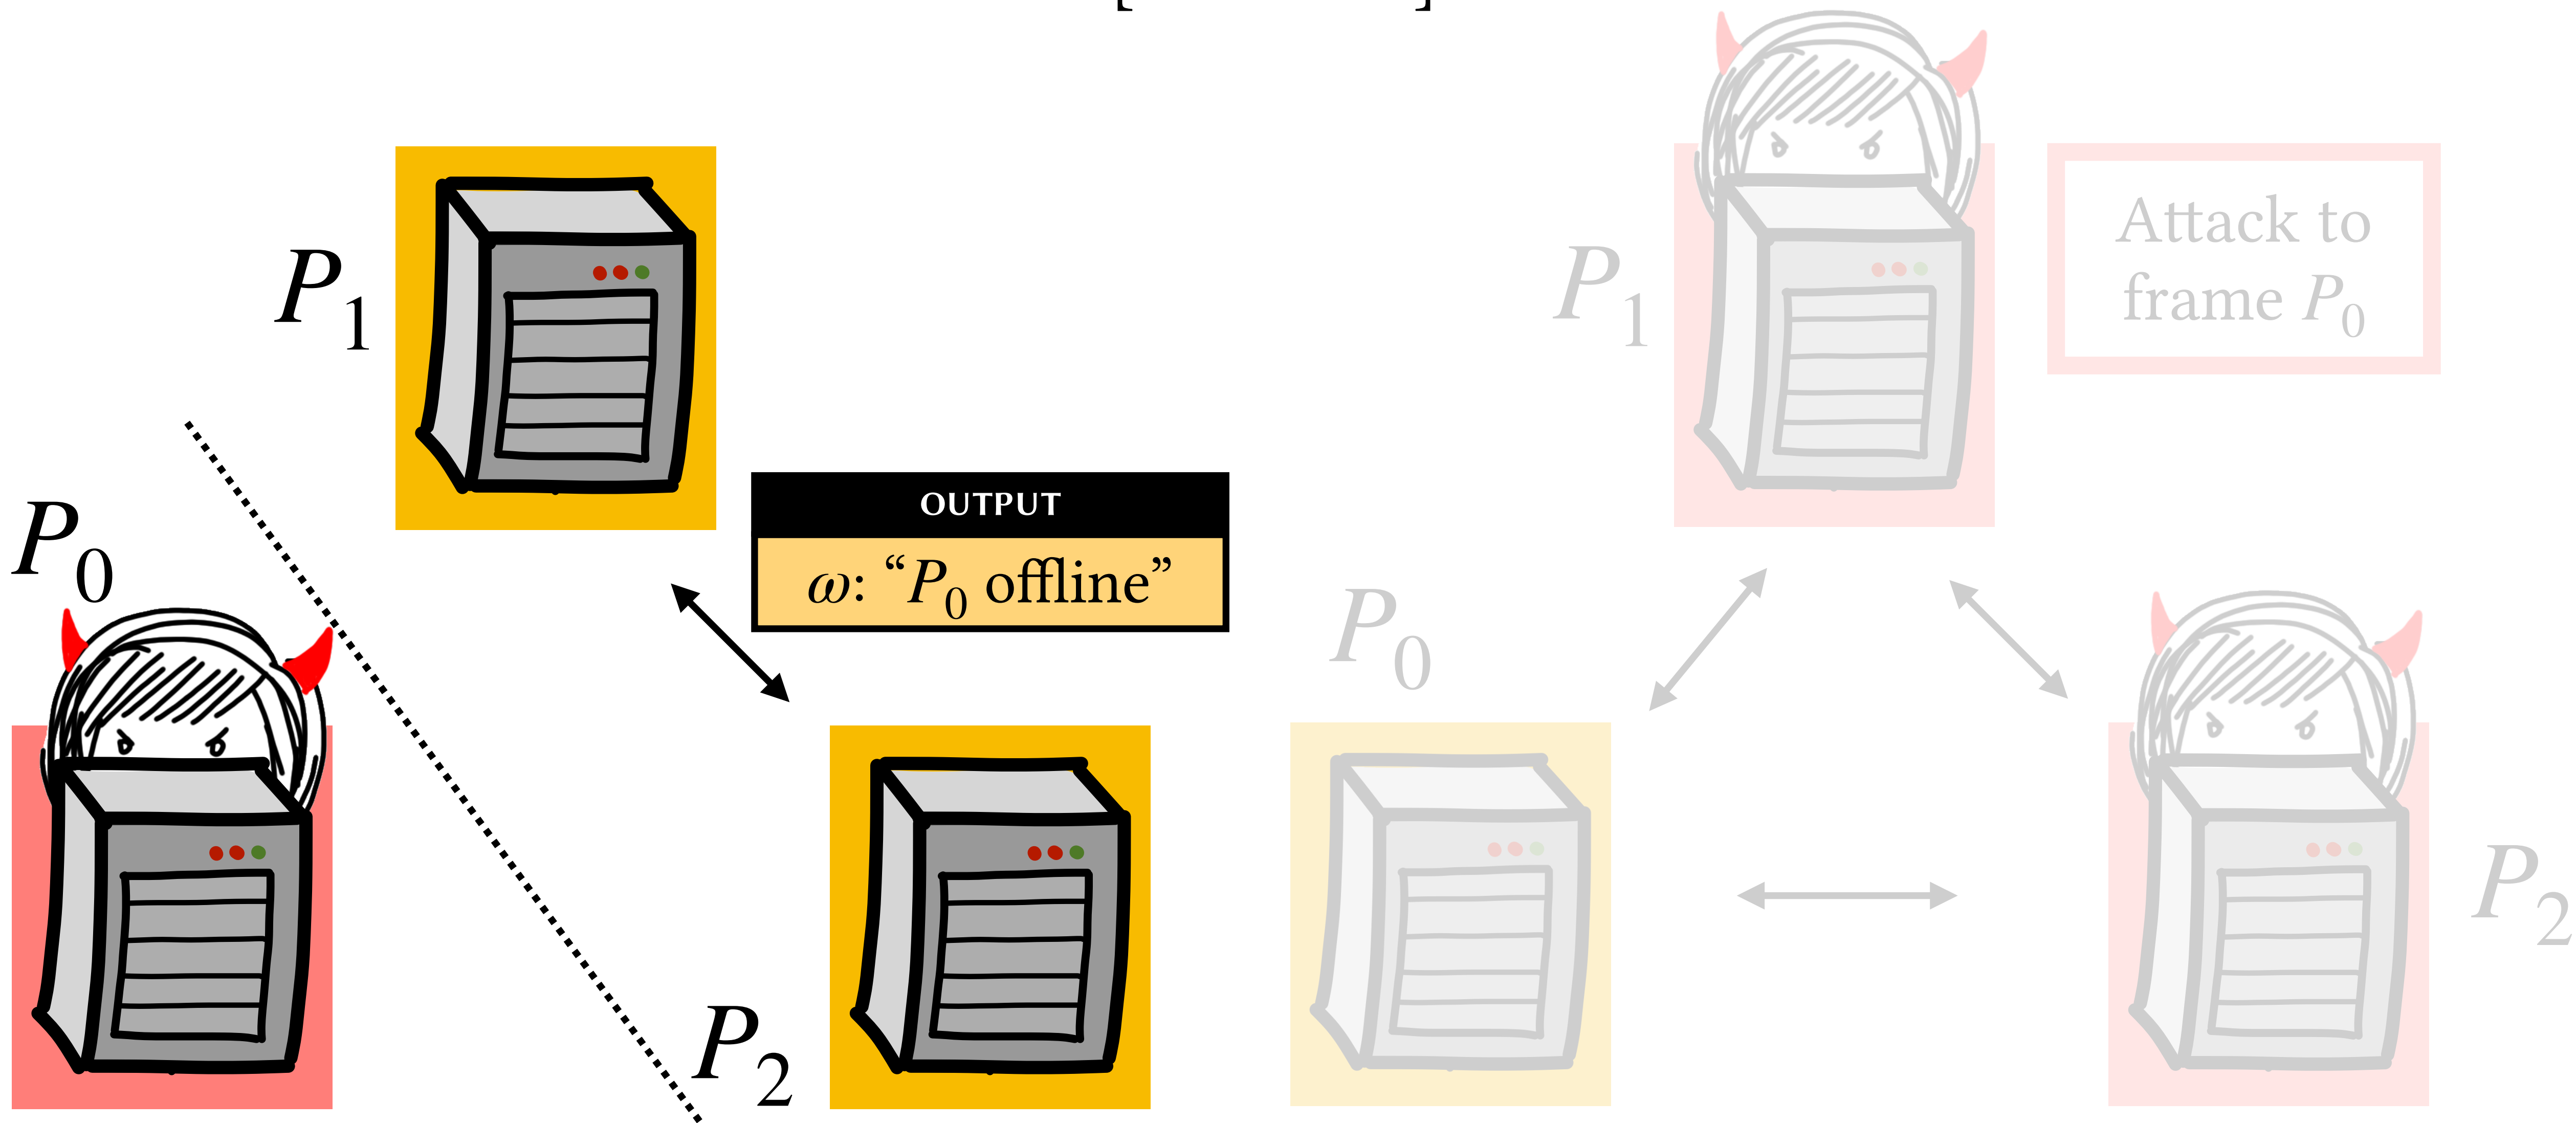 P1
OUTPUT
ω: “P0 offline”
P0
P2
P1
Attack to
frame P0
P0
P2